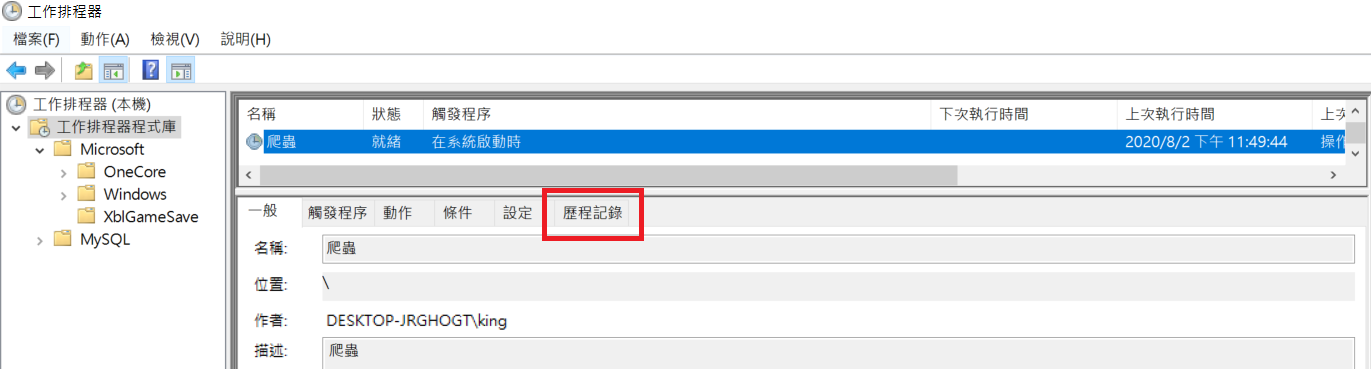 工作排程器
檔案(F) 動作(A) 檢視(V) 說明(H)
工作排程器 (本機)
工作排程器程式庫
Microsoft
OneCore
Windows
XblGameSave
MySQL
名稱 狀態 觸發程序 下次執行時間 上次執行時間 上次
爬蟲 就緒 在系統啟動時 2020/8/2 下午 11:49:44 操作
一般 觸發程序 動作 條件 設定 歷程記錄
名稱: 爬蟲
位置: \
作者: DESKTOP-JRGHOGT\king
描述: 爬蟲